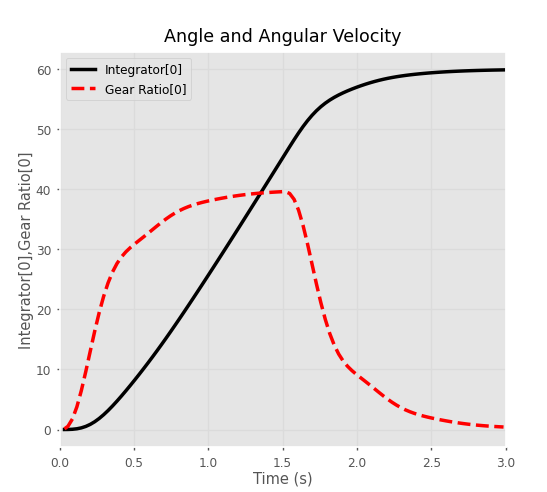 Angle and Angular Velocity
Integrator[0]
Gear Ratio[0]
Integrator[0],Gear Ratio[0]
60
50
40
30
20
10
0
0.0 0.5 1.0 1.5 2.0 2.5 3.0
Time (s)